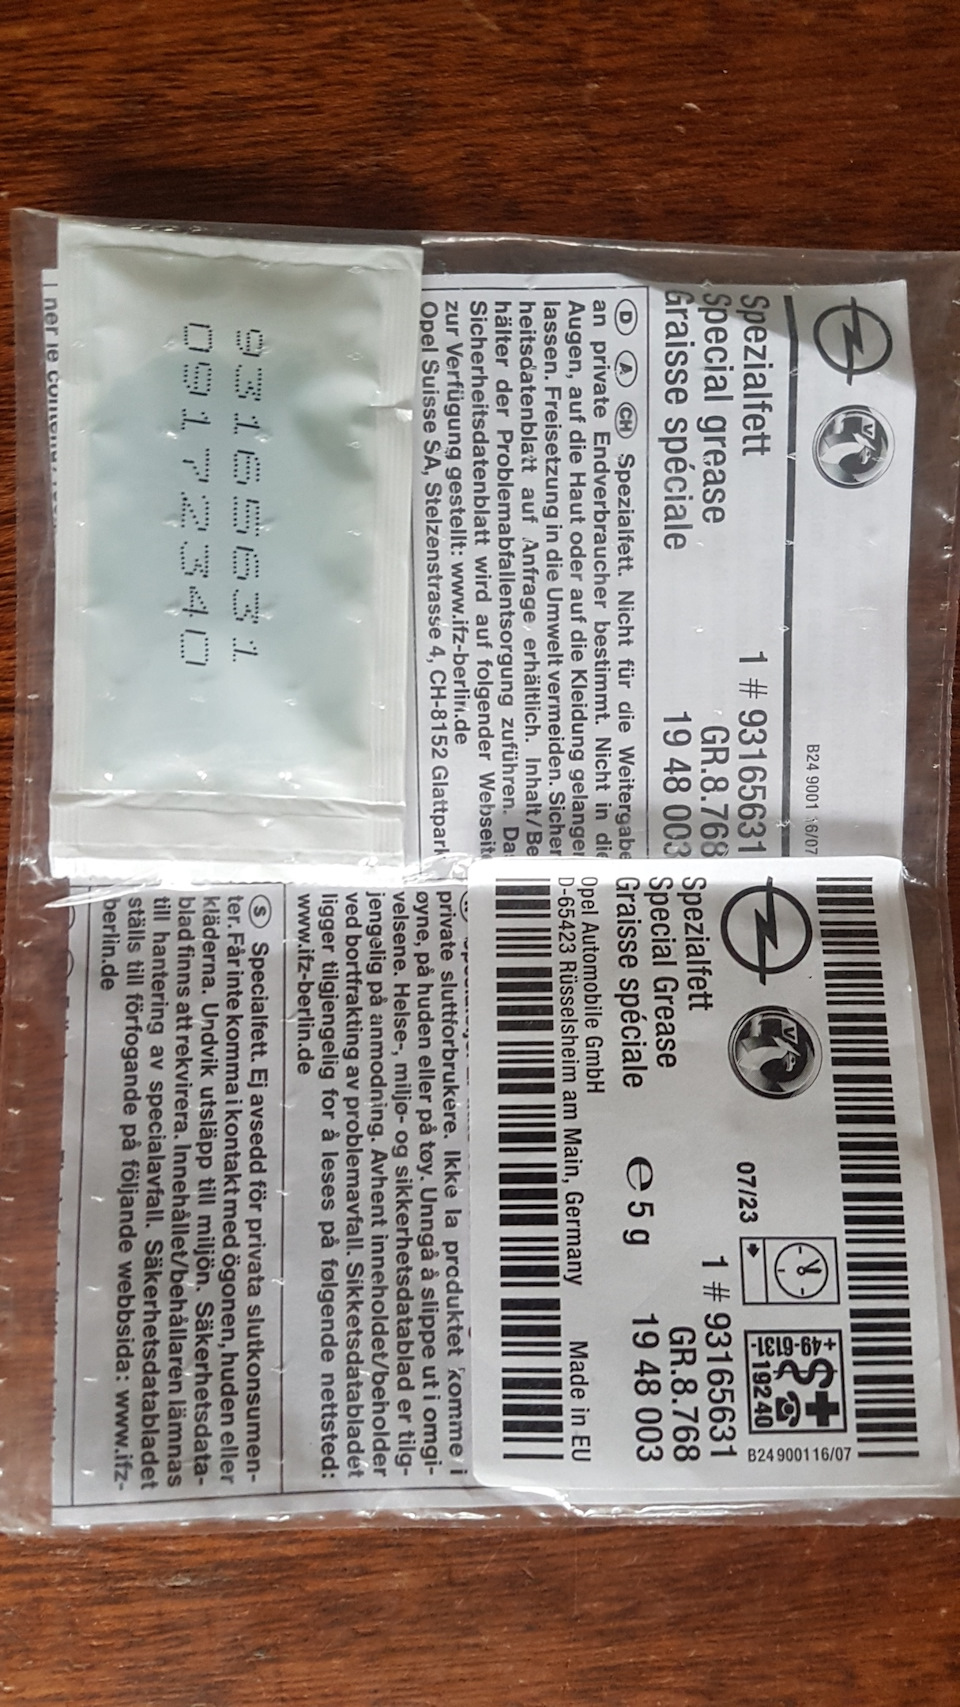 B24 9001 16/07
Spezialfett
Special grease
Graisse spéciale
1 # 93165631
GR.8.768
19 48 003
D A CH Spezialfett. Nicht für die Weitergabe
an private Endverbraucher bestimmt. Nicht in die
Augen, auf die Haut oder auf die Kleidung gelangen
lassen. Freisetzung in die Umwelt vermeiden. Sicher
heitsdatenblatt auf Anfrage erhältlich. Inhalt/Be
hälter der Problemabfallentsorgung zuführen. Das
Sicherheitsdatenblatt wird auf folgender Webseite
zur Verfügung gestellt: www.ifz-berlin.de
Opel Suisse SA, Stelzenstrasse 4, CH-8152 Glattpark
93165631
091 72340
07/23
+49-6131-
19240
B24 9001 16/07
Spezialfett
Special Grease
Graisse spéciale
℮ 5 g
1 # 93165631
GR.8.768
19 48 003
Opel Automobile GmbH
D-65423 Rüsselsheim am Main, Germany
Made in EU
private sluttforbrukere. Ikke la produktet komme i
øyne, på huden eller på tøy. Unngå å slippe ut i omgi-
velsene. Helse-, miljø- og sikkerhetsdatablad er tilg-
jengelig på anmodning. Avhent inneholdet/beholder
ved bortfrakting av problemavfall. Sikketsdatabladet
ligger tilgjengelig for å leses på følgende nettsted:
www.ifz-berlin.de
S Specialfett. Ej avsedd för privata slutkonsumen-
ter. Får inte komma i kontakt med ögonen, huden eller
kläderna. Undvik utsläpp till miljön. Säkerhetsdata-
blad finns att rekvirera. Innehållet/behållaren lämnas
till hantering av specialavfall. Säkerhetsdatabladet
ställs till förfogande på följande webbsida: www.ifz-
berlin.de